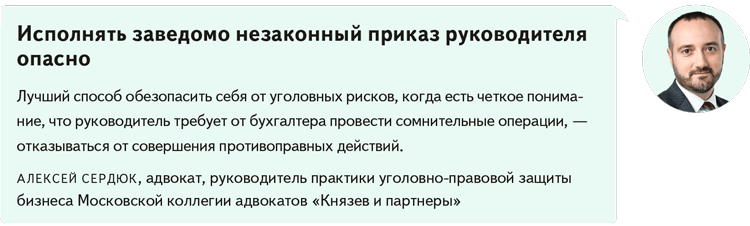 Исполнять заведомо незаконный приказ руководителя
опасно
Лучший способ обезопасить себя от уголовных рисков, когда есть четкое понима-
ние, что руководитель требует от бухгалтера провести сомнительные операции, —
отказываться от совершения противоправных действий.
АЛЕКСЕЙ СЕРДЮК, адвокат, руководитель практики уголовно-правовой защиты
бизнеса Московской коллегии адвокатов «Князев и партнеры»